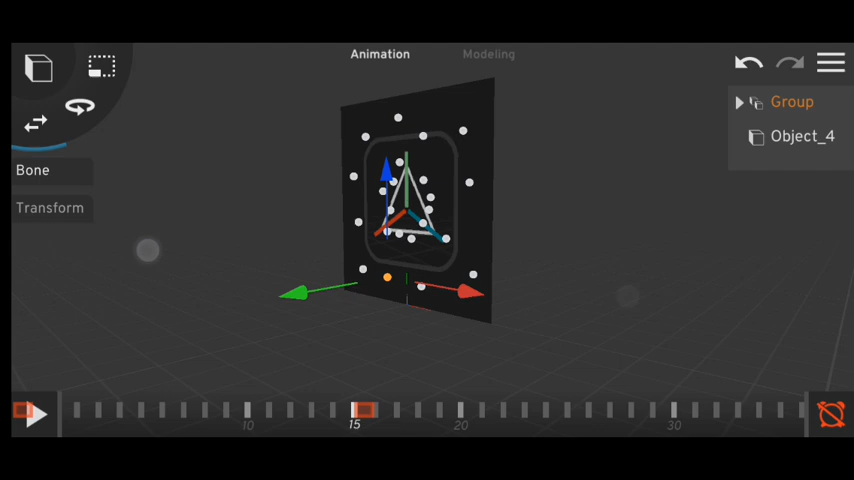 Animation
Modeling
Group
Object_4
Bone
Transform
10
15
20
30